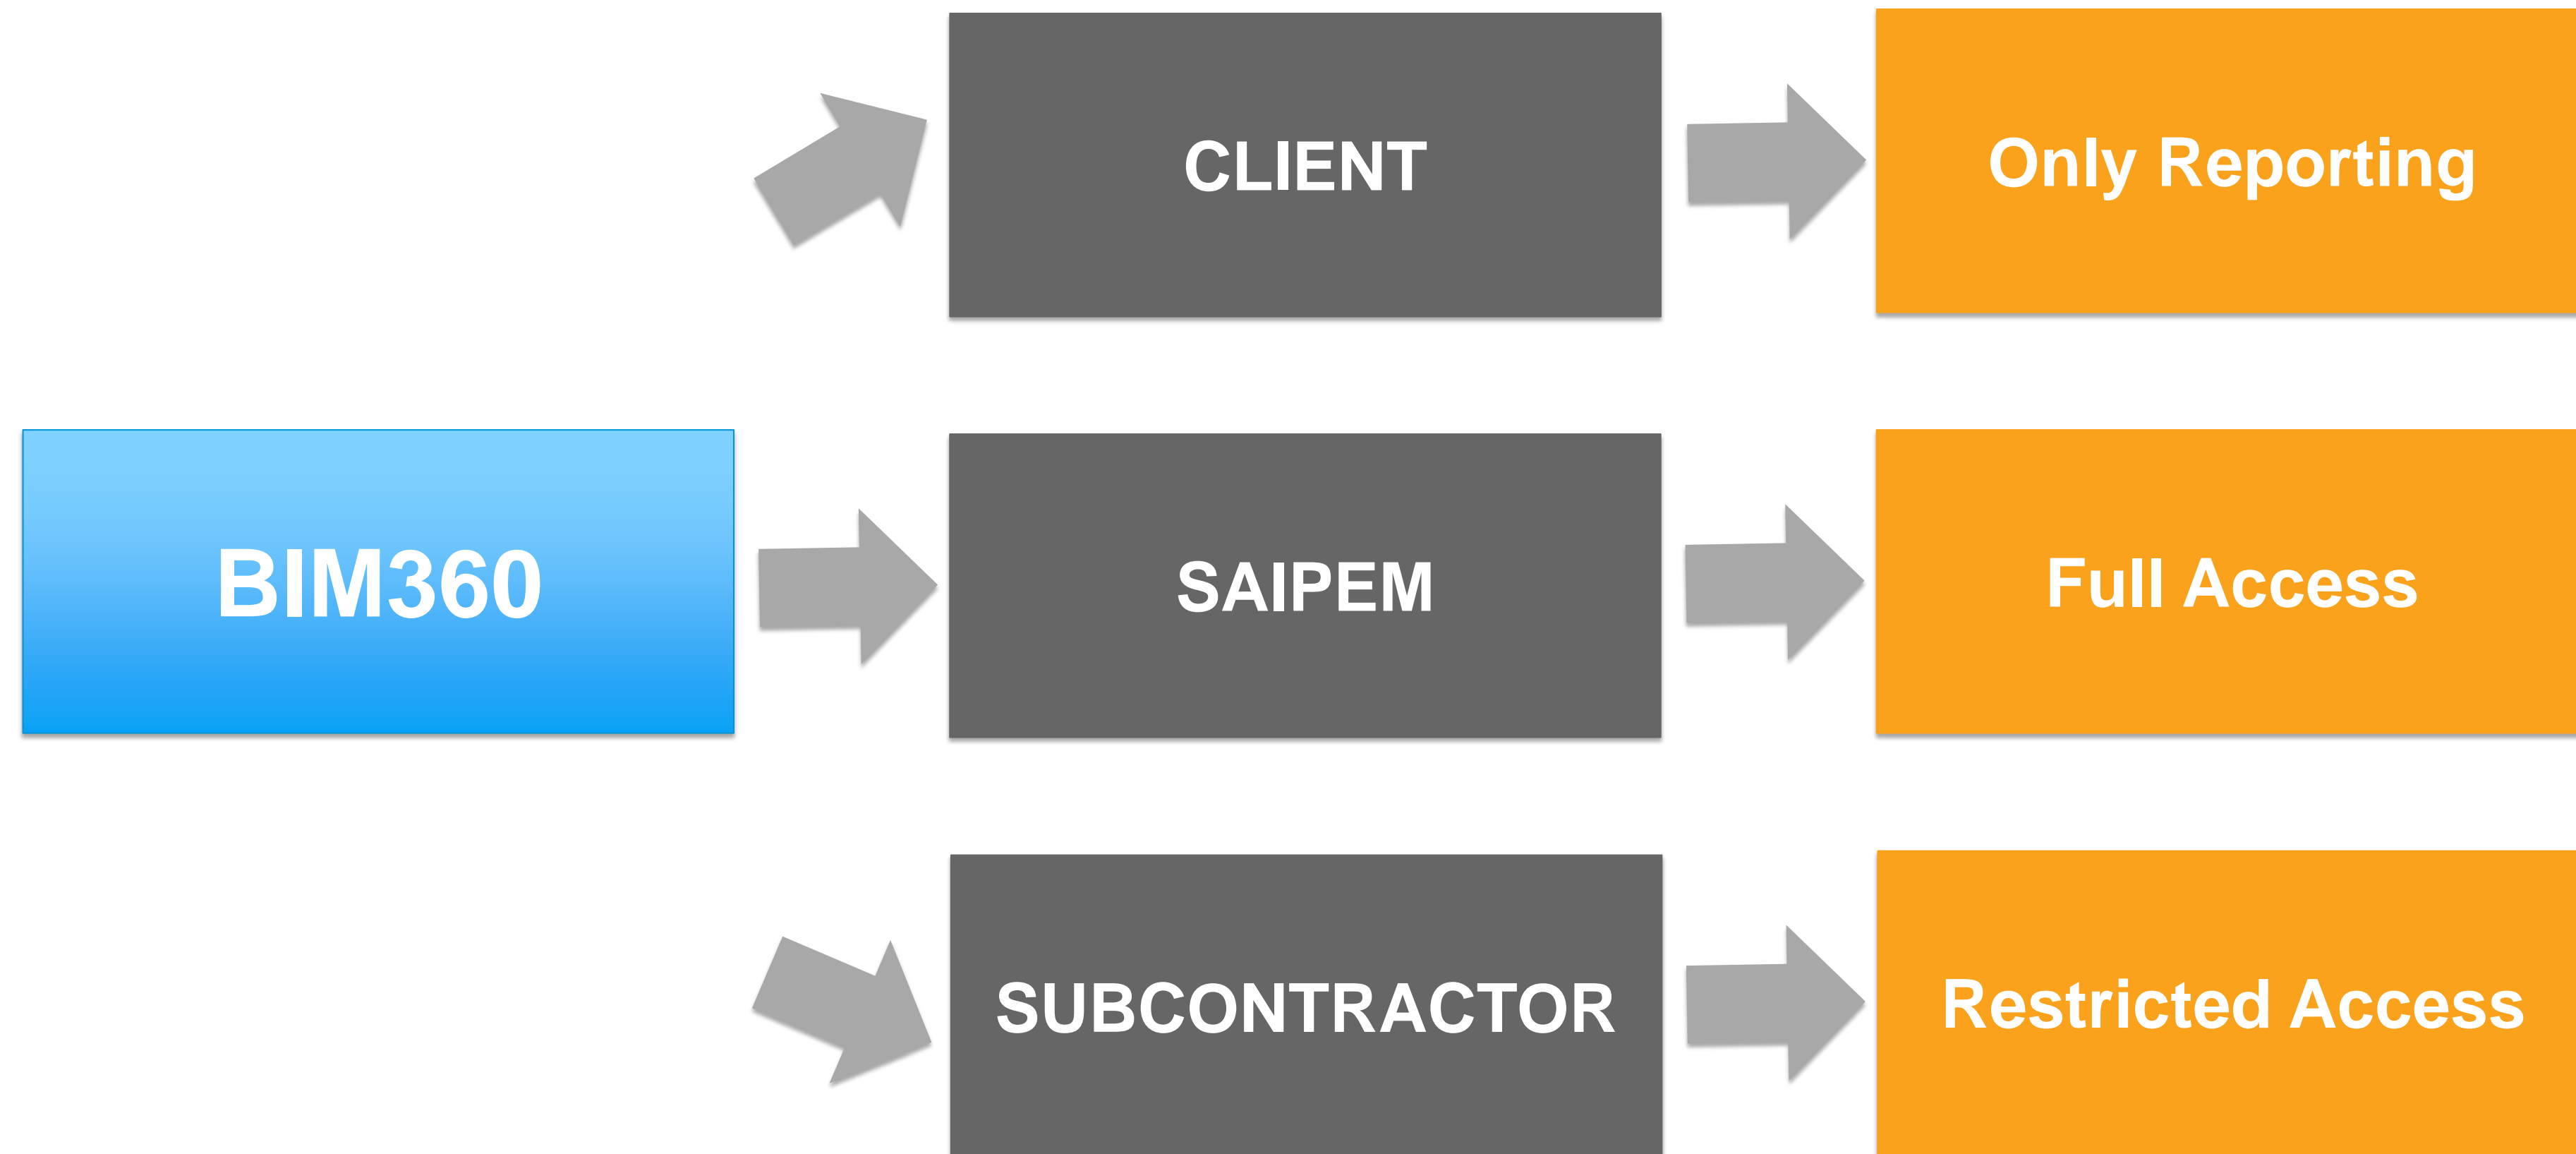 CLIENT
Only Reporting
BIM360
SAIPEM
Full Access
SUBCONTRACTOR
Restricted Access